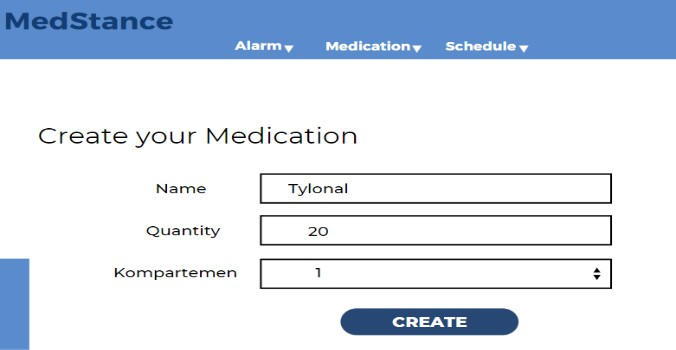 MedStance
Alarm Medication Schedule
Create your Medication
Name Tylonal
Quantity 20
Kompartemen 1
CREATE